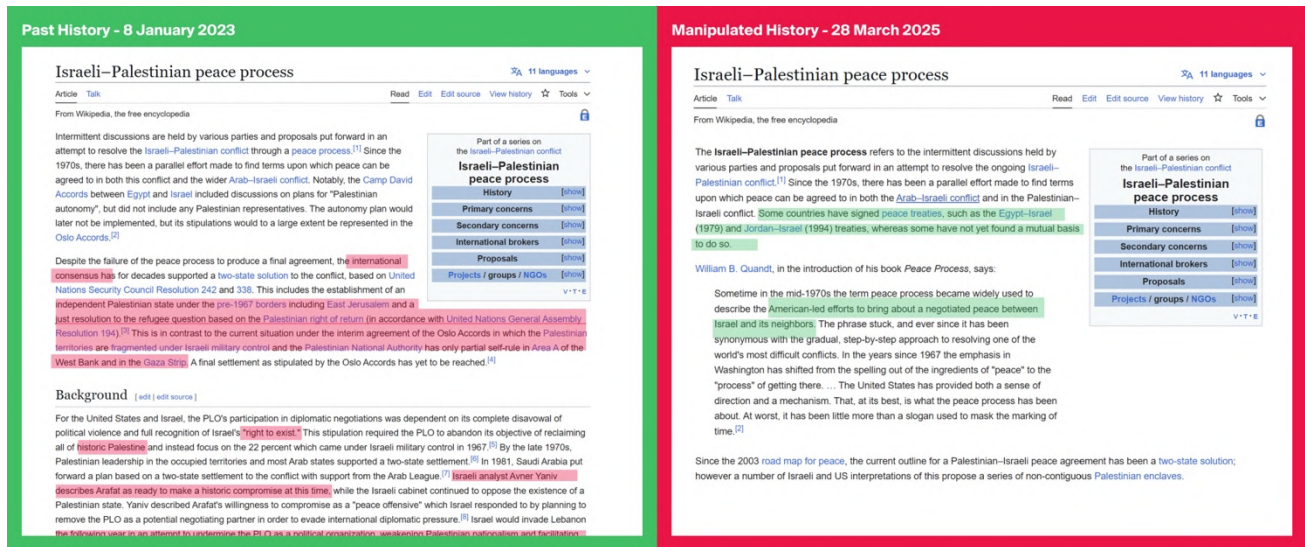 Past History - 8 January 2023
Israeli–Palestinian peace process
11 languages
Article Talk
Read Edit Edit source View history Tools
From Wikipedia, the free encyclopedia
Intermittent discussions are held by various parties and proposals put forward in an
attempt to resolve the Israeli–Palestinian conflict through a peace process.[1] Since the
1970s, there has been a parallel effort made to find terms upon which peace can be
agreed to in both this conflict and the wider Arab–Israeli conflict. Notably, the Camp David
Accords between Egypt and Israel included discussions on plans for "Palestinian
autonomy", but did not include any Palestinian representatives. The autonomy plan would
later not be implemented, but its stipulations would to a large extent be represented in the
Oslo Accords.[2]
Part of a series on
the Israeli–Palestinian conflict
Israeli–Palestinian
peace process
History [show]
Primary concerns [show]
Secondary concerns [show]
International brokers [show]
Proposals [show]
Projects / groups / NGOs [show]
V·T·E
Despite the failure of the peace process to produce a final agreement, the international
consensus has for decades supported a two-state solution to the conflict, based on United
Nations Security Council Resolution 242 and 338. This includes the establishment of an
independent Palestinian state under the pre-1967 borders including East Jerusalem and a
just resolution to the refugee question based on the Palestinian right of return (in accordance with United Nations General Assembly
Resolution 194).[3] This is in contrast to the current situation under the interim agreement of the Oslo Accords in which the Palestinian
territories are fragmented under Israeli military control and the Palestinian National Authority has only partial self-rule in Area A of the
West Bank and in the Gaza Strip. A final settlement as stipulated by the Oslo Accords has yet to be reached.[4]
Background [ edit | edit source ]
For the United States and Israel, the PLO's participation in diplomatic negotiations was dependent on its complete disavowal of
political violence and full recognition of Israel's "right to exist." This stipulation required the PLO to abandon its objective of reclaiming
all of historic Palestine and instead focus on the 22 percent which came under Israeli military control in 1967.[5] By the late 1970s,
Palestinian leadership in the occupied territories and most Arab states supported a two-state settlement.[6] In 1981, Saudi Arabia put
forward a plan based on a two-state settlement to the conflict with support from the Arab League.[7] Israeli analyst Avner Yaniv
describes Arafat as ready to make a historic compromise at this time, while the Israeli cabinet continued to oppose the existence of a
Palestinian state. Yaniv described Arafat's willingness to compromise as a "peace offensive" which Israel responded to by planning to
remove the PLO as a potential negotiating partner in order to evade international diplomatic pressure.[8] Israel would invade Lebanon
the following year in an attempt to undermine the PLO as a political organization, weakening Palestinian nationalism and facilitating
Manipulated History - 28 March 2025
Israeli–Palestinian peace process
11 languages
Article Talk
Read Edit Edit source View history Tools
From Wikipedia, the free encyclopedia
The Israeli–Palestinian peace process refers to the intermittent discussions held by
various parties and proposals put forward in an attempt to resolve the ongoing Israeli–
Palestinian conflict.[1] Since the 1970s, there has been a parallel effort made to find terms
upon which peace can be agreed to in both the Arab–Israeli conflict and in the Palestinian–
Israeli conflict. Some countries have signed peace treaties, such as the Egypt–Israel
(1979) and Jordan–Israel (1994) treaties, whereas some have not yet found a mutual basis
to do so.
Part of a series on
the Israeli–Palestinian conflict
Israeli–Palestinian
peace process
History [show]
Primary concerns [show]
Secondary concerns [show]
International brokers [show]
Proposals [show]
Projects / groups / NGOs [show]
V·T·E
William B. Quandt, in the introduction of his book Peace Process, says:
Sometime in the mid-1970s the term peace process became widely used to
describe the American-led efforts to bring about a negotiated peace between
Israel and its neighbors. The phrase stuck, and ever since it has been
synonymous with the gradual, step-by-step approach to resolving one of the
world's most difficult conflicts. In the years since 1967 the emphasis in
Washington has shifted from the spelling out of the ingredients of "peace" to the
"process" of getting there. … The United States has provided both a sense of
direction and a mechanism. That, at its best, is what the peace process has been
about. At worst, it has been little more than a slogan used to mask the marking of
time.[2]
Since the 2003 road map for peace, the current outline for a Palestinian–Israeli peace agreement has been a two-state solution;
however a number of Israeli and US interpretations of this propose a series of non-contiguous Palestinian enclaves.